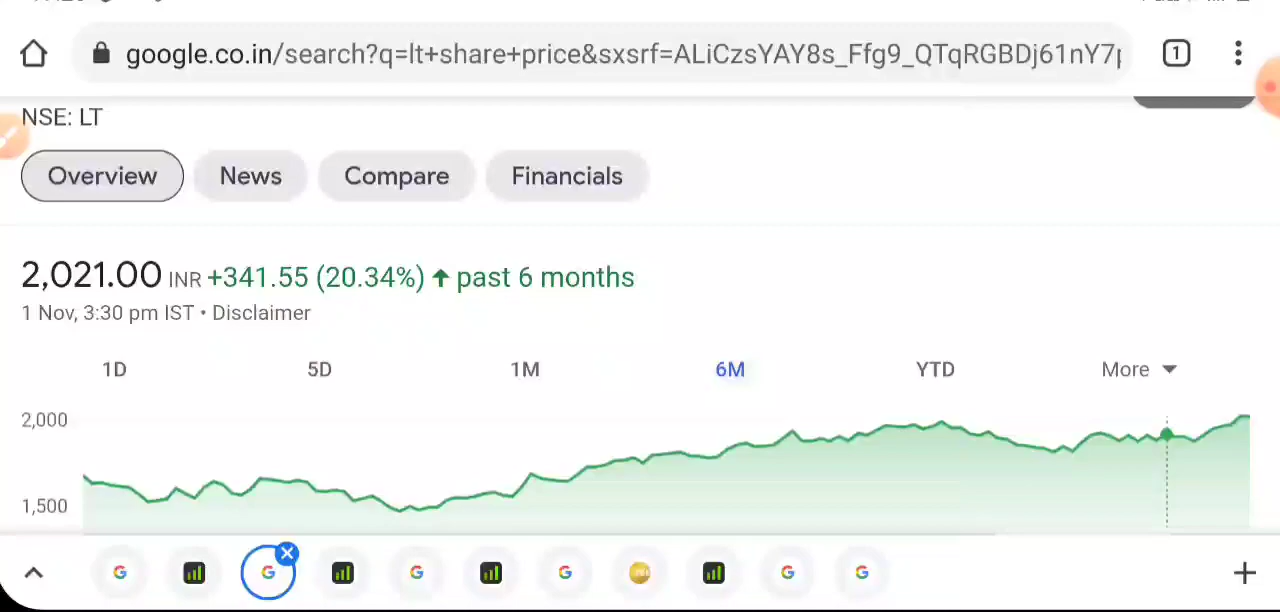 google.co.in/search?q=lt+share+price&sxsrf=ALiCzsYAY8s_Ffg9_QTqRGBDj61nY7
1
NSE: LT
Overview News Compare Financials
2,021.00 INR +341.55 (20.34%) ↑ past 6 months
1 Nov, 3:30 pm IST • Disclaimer
1D 5D 1M 6M YTD More
2,000
1,500